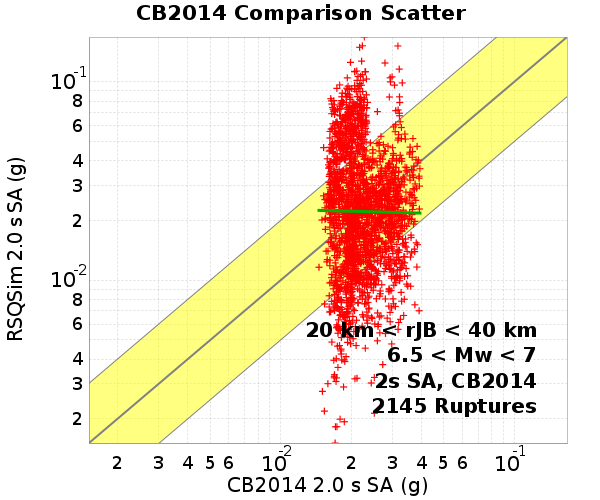 CB2014 Comparison Scatter
RSQSim 2.0 s SA (g)
10-1
8
6
4
3
2
10-2
8
6
4
3
2
20 km < rJB < 40 km
6.5 < Mw < 7
2s SA, CB2014
2145 Ruptures
2 3 4 5 6 8 10-2 2 3 4 5 6 8 10-1
CB2014 2.0 s SA (g)